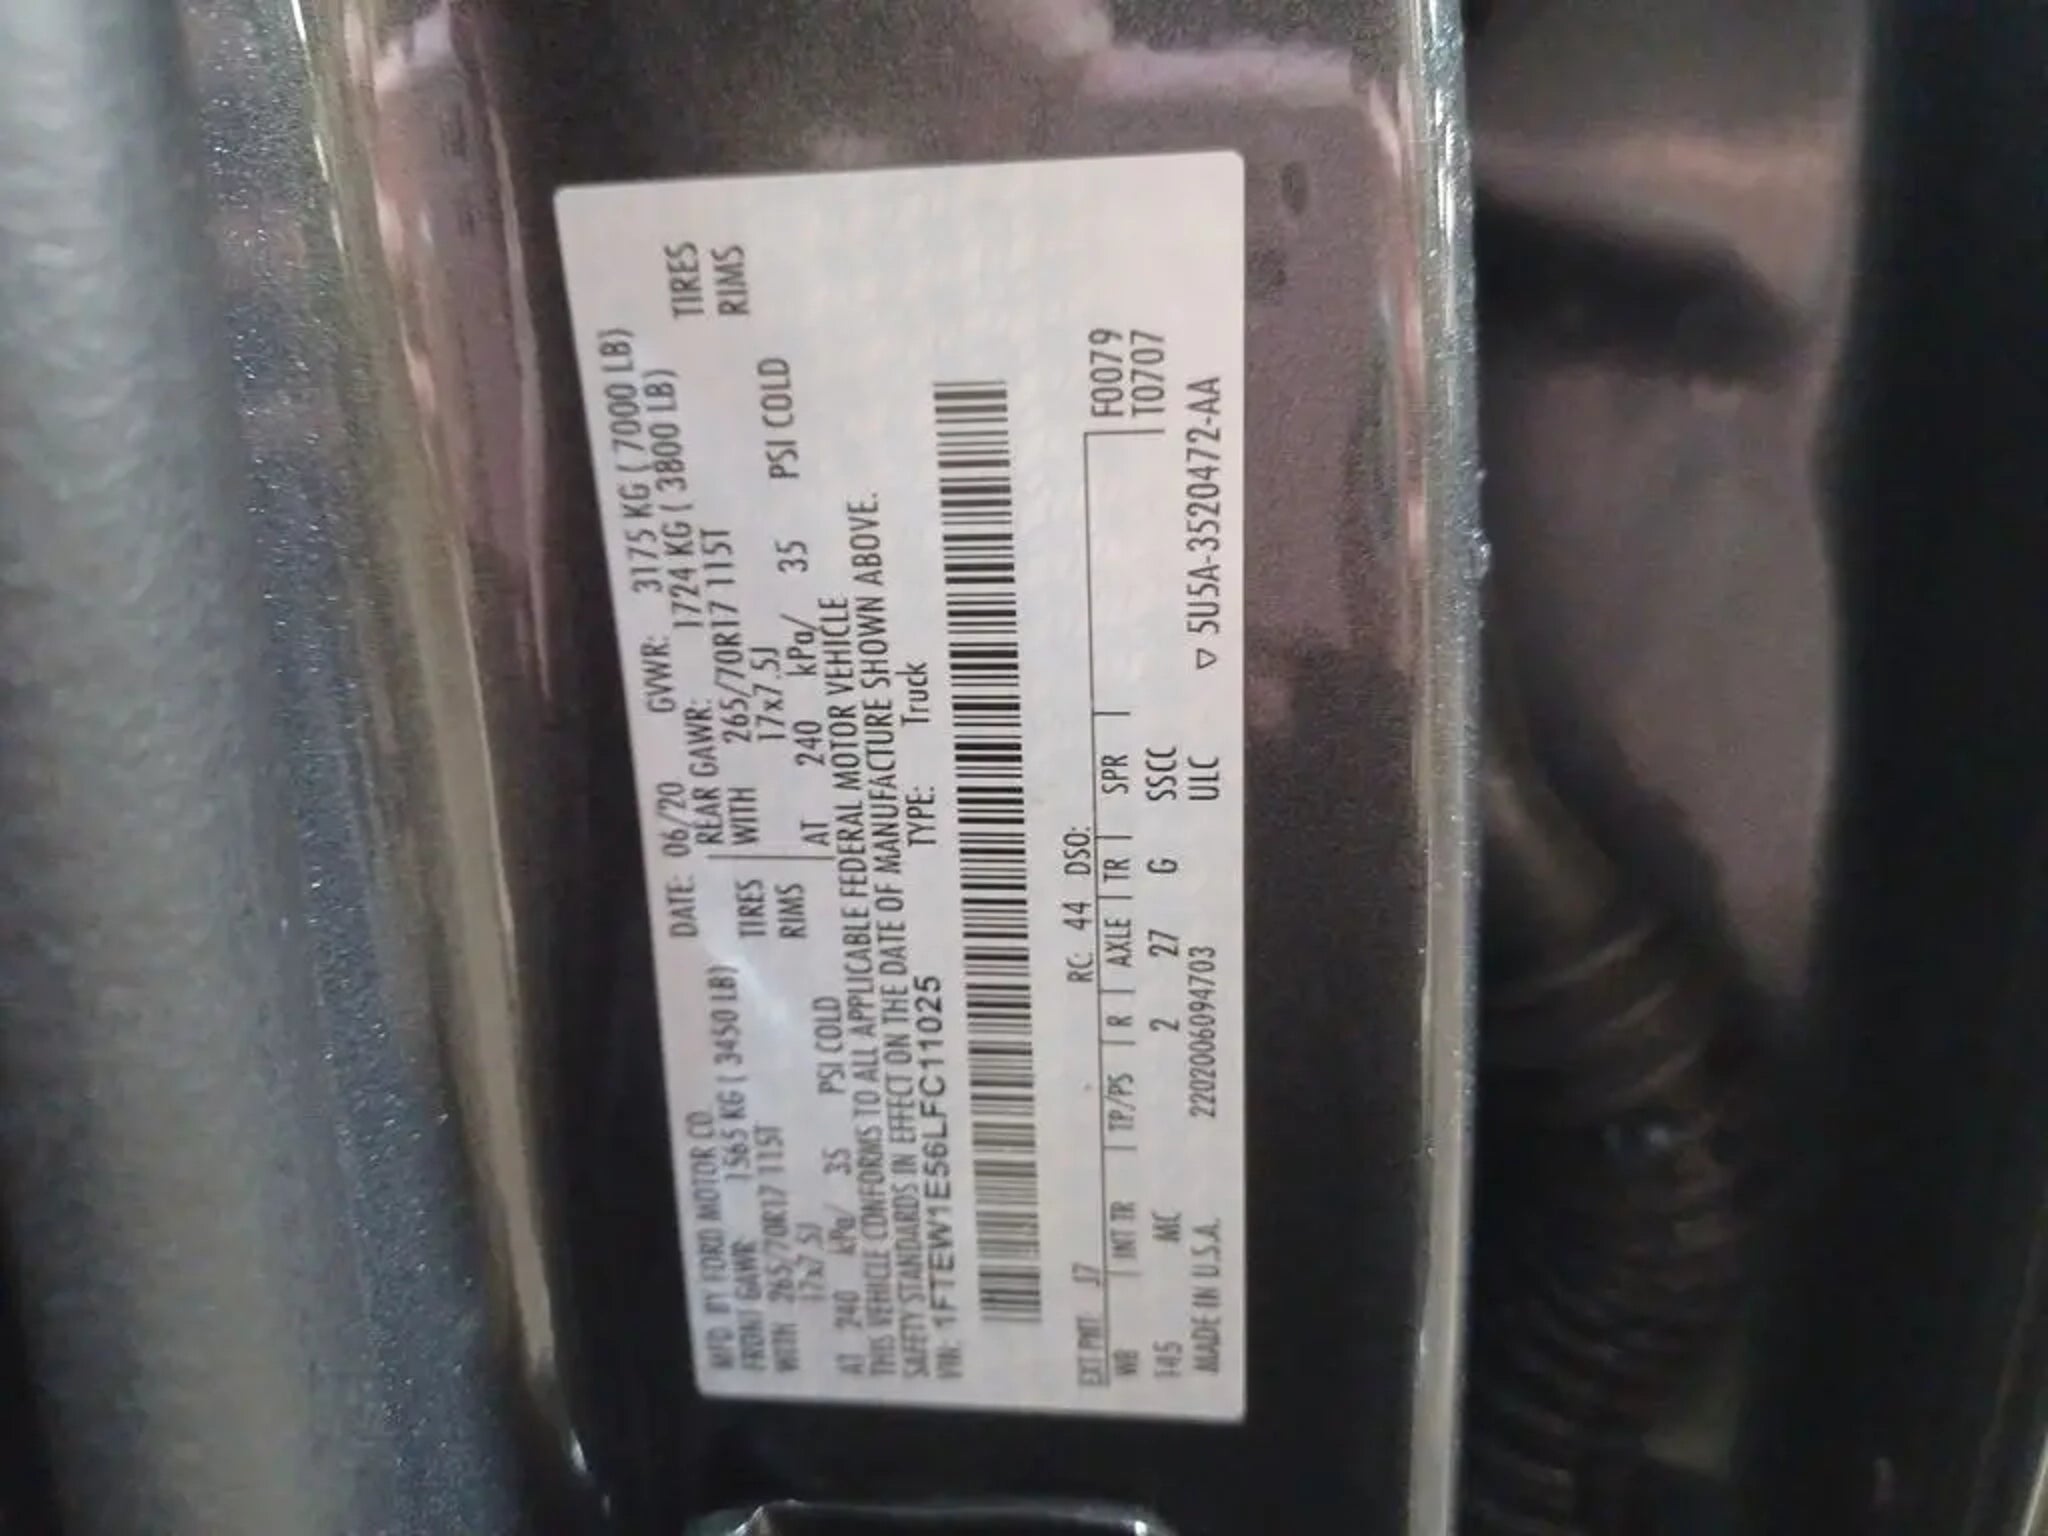 MFD. BY FORD MOTOR CO. DATE: 06/20 GVWR: 3175 KG ( 7000 LB)
FRONT GAWR: 1565 KG ( 3450 LB) REAR GAWR: 1724 KG ( 3800 LB)
WITH 265/70R17 115T TIRES WITH 265/70R17 115T TIRES
17x7.5J RIMS 17x7.5J RIMS
AT 240 kPa/ 35 PSI COLD AT 240 kPa/ 35 PSI COLD
THIS VEHICLE CONFORMS TO ALL APPLICABLE FEDERAL MOTOR VEHICLE
SAFETY STANDARDS IN EFFECT ON THE DATE OF MANUFACTURE SHOWN ABOVE.
VIN: 1FTEW1E56LFC11025 TYPE: Truck
EXT PNT: J7 RC: 44 DSO: F0079
WB INT TR TP/PS R AXLE TR SPR T0707
F45 MC 2 27 G SSCC
MADE IN U.S.A. 2202006094703 ULC ▽ 5U5A-3520472-AA